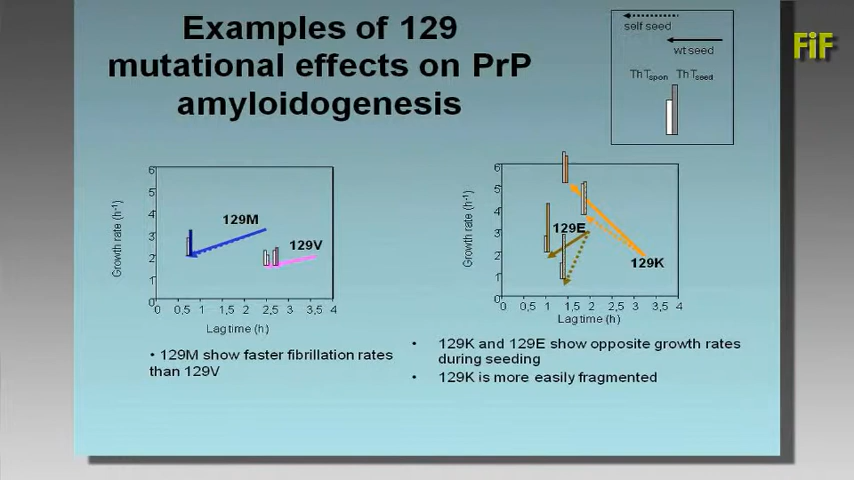 Examples of 129
mutational effects on PrP
amyloidogenesis
self seed
wt seed
ThTspon ThTseed
FiF
6
5
4
3
2
1
0
Growth rate (h-1)
129M
129V
0 0,5 1 1,5 2 2,5 3 3,5 4
Lagtime (h)
6
5
4
3
2
1
0
Growth rate (h-1)
129E
129K
0 0,5 1 1,5 2 2,5 3 3,5 4
Lagtime (h)
• 129M show faster fibrillation rates
than 129V
• 129K and 129E show opposite growth rates
during seeding
• 129K is more easily fragmented